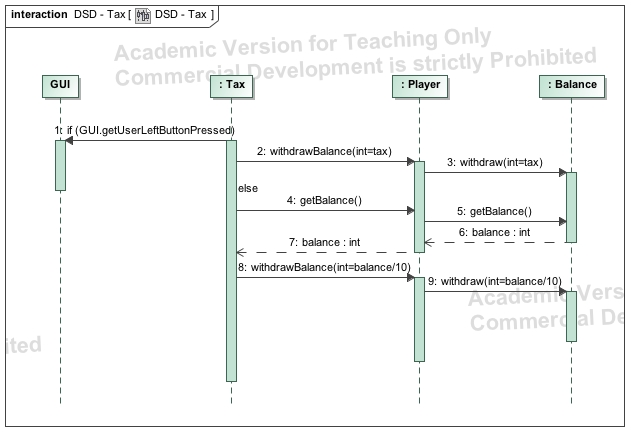 interaction DSD - Tax [ DSD - Tax ]
Academic Version for Teaching Only
Commercial Development is strictly Prohibited
GUI
: Tax
: Player
: Balance
1: if (GUI.getUserLeftButtonPressed)
2: withdrawBalance(int=tax)
3: withdraw(int=tax)
else
4: getBalance()
5: getBalance()
6: balance : int
7: balance : int
8: withdrawBalance(int=balance/10)
9: withdraw(int=balance/10)
Academic Vers
Commercial De
ited